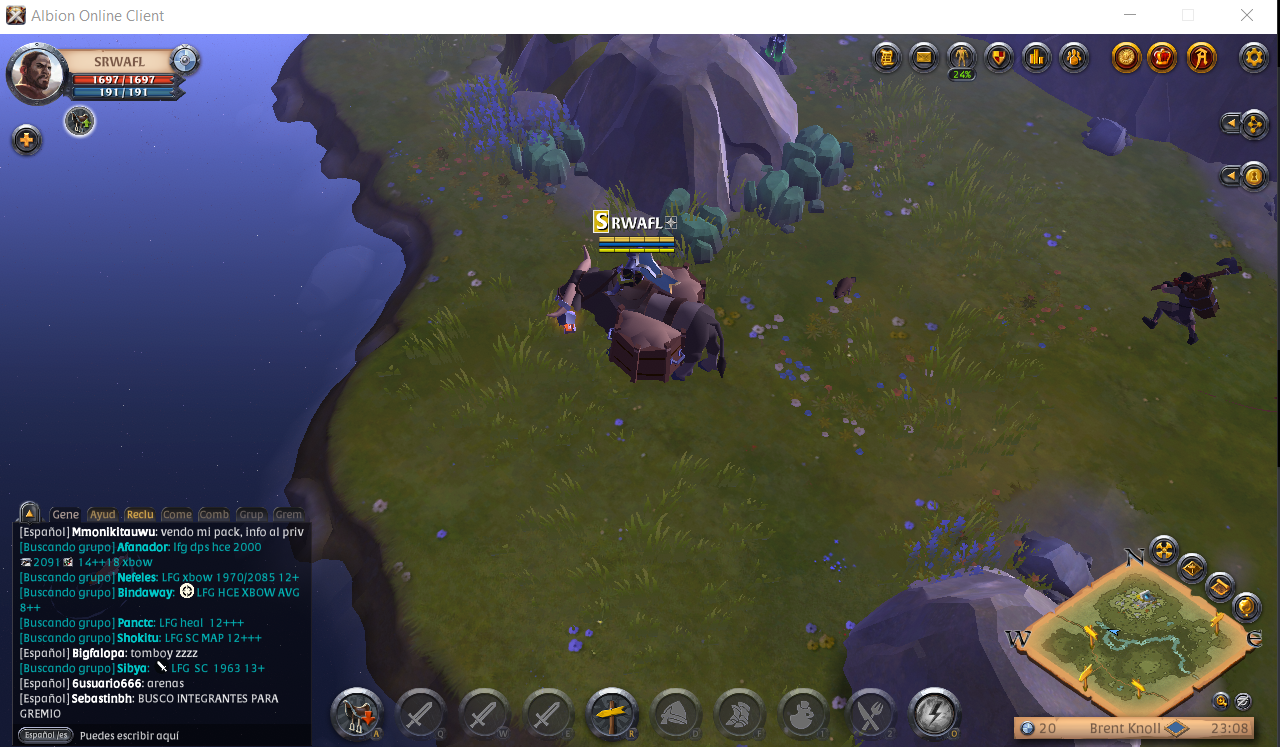 Albion Online Client
SRWAFL
1697 / 1697
191 / 191
24%
SRWAFL
Gene Ayud Reclu Come Comb Grup Grem
[Español] Mmonikitauwu: vendo mi pack, info al priv
[Buscando grupo] Afanador: lfg dps hce 2000
2091 14++18 xbow
[Buscando grupo] Nefeles: LFG xbow 1970/2085 12+
[Buscando grupo] Bindaway: LFG HCE XBOW AVG
8++
[Buscando grupo] Panctc: LFG heal 12+++
[Buscando grupo] Shokitu: LFG SC MAP 12+++
[Español] Bigfalopa: tomboy zzzz
[Buscando grupo] Sibya: LFG SC 1963 13+
[Español] 6usuario666: arenas
[Español] Sebastinbh: BUSCO INTEGRANTES PARA
GREMIO
Español /es Puedes escribir aquí
A Q W E R D F 1 2 O
N
W E
20 Brent Knoll 23:08